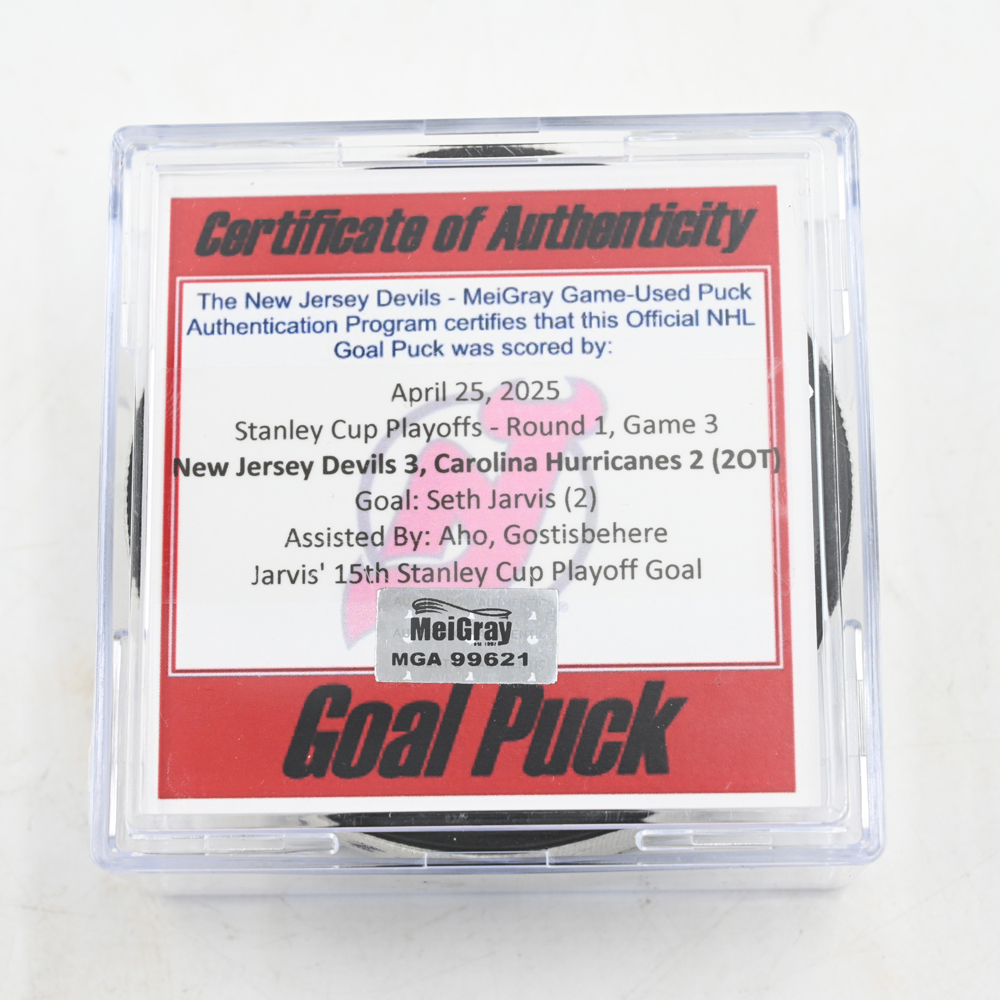 Certificate of Authenticity
The New Jersey Devils - MeiGray Game-Used Puck
Authentication Program certifies that this Official NHL
Goal Puck was scored by:
April 25, 2025
Stanley Cup Playoffs - Round 1, Game 3
New Jersey Devils 3, Carolina Hurricanes 2 (2OT)
Goal: Seth Jarvis (2)
Assisted By: Aho, Gostisbehere
Jarvis' 15th Stanley Cup Playoff Goal
MeiGray
MGA 99621
Goal Puck